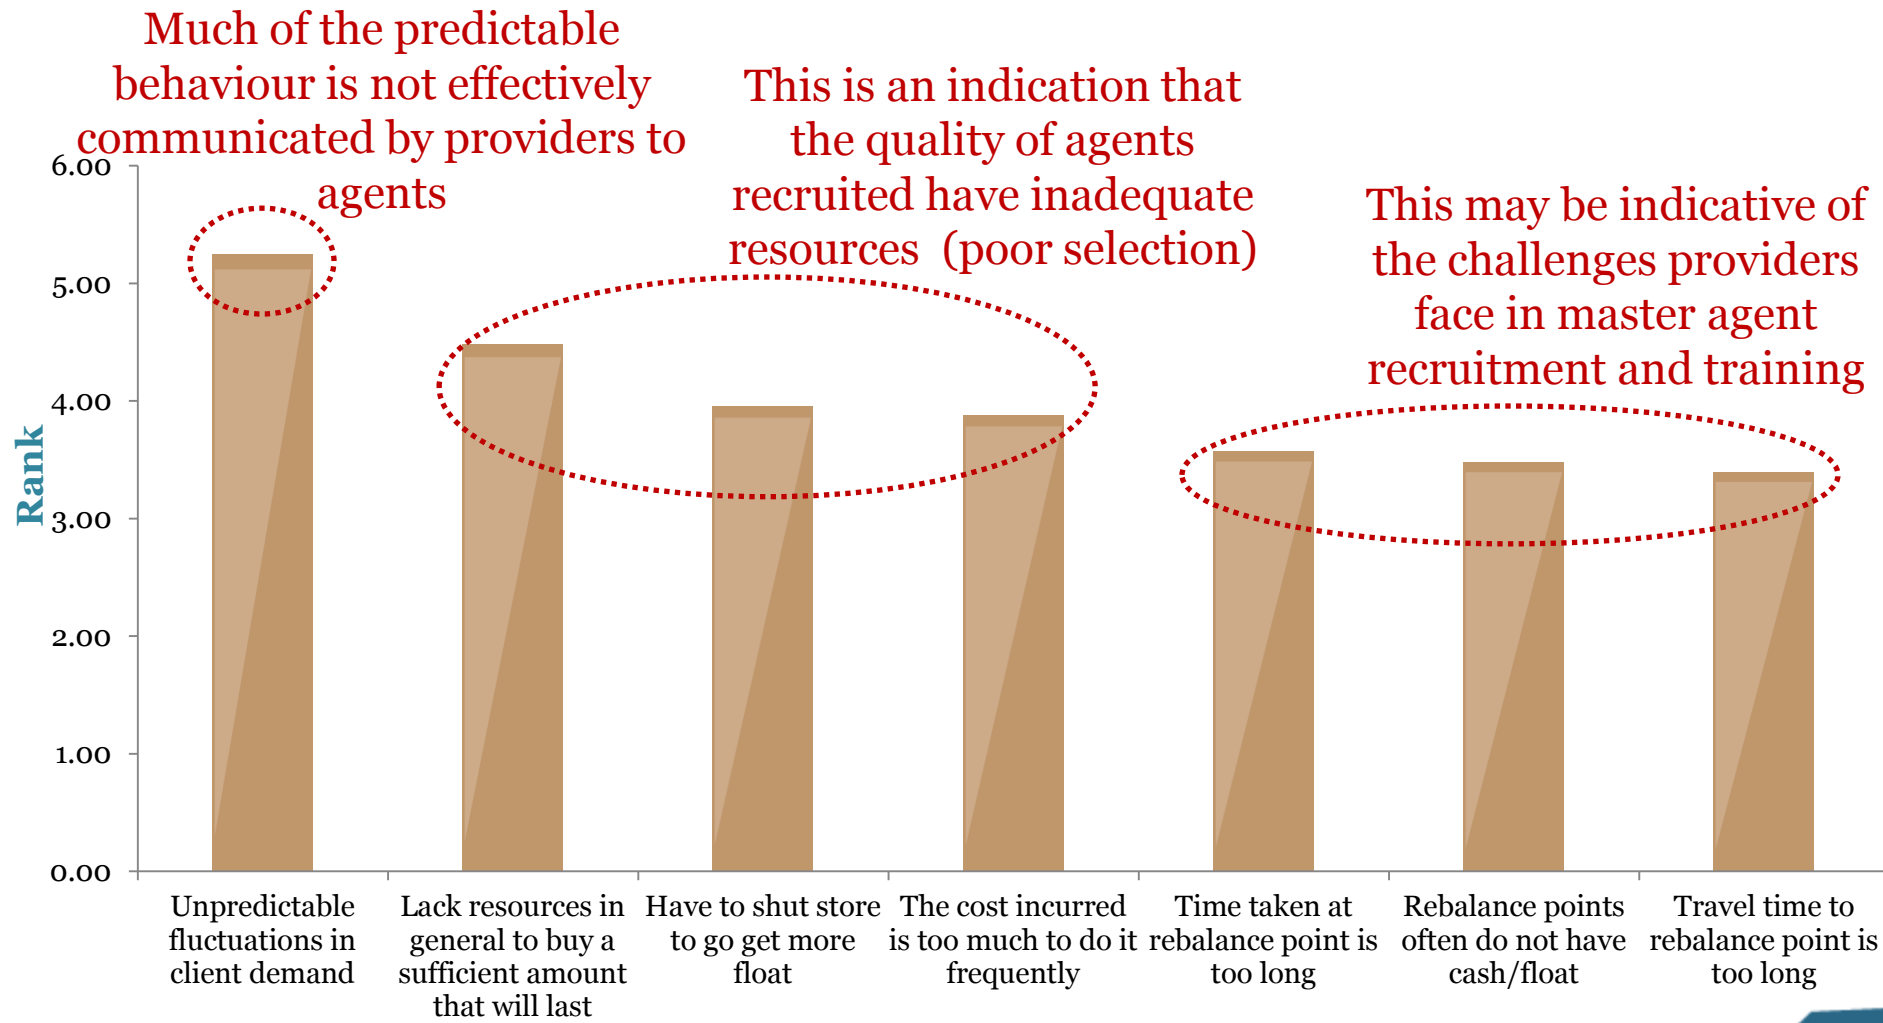 Much of the predictable
behaviour is not effectively
communicated by providers to
agents
This is an indication that
the quality of agents
recruited have inadequate
resources (poor selection)
This may be indicative of
the challenges providers
face in master agent
recruitment and training
Rank
6.00
5.00
4.00
3.00
2.00
1.00
0.00
Unpredictable
fluctuations in
client demand
Lack resources in
general to buy a
sufficient amount
that will last
Have to shut store
to go get more
float
The cost incurred
is too much to do it
frequently
Time taken at
rebalance point is
too long
Rebalance points
often do not have
cash/float
Travel time to
rebalance point is
too long